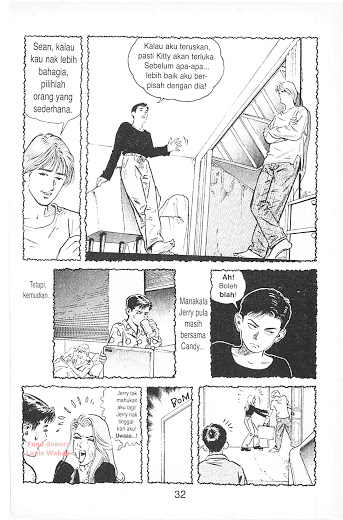 Sean, kalau
kau nak lebih
bahagia,
pilihlah
orang yang
sederhana.
Kalau aku teruskan,
pasti Kitty akan terluka.
Sebelum apa-apa...
lebih baik aku ber-
pisah dengan dia!
Tetapi,
kemudian...
Manakala
Jerry pula
masih
bersama
Candy...
Ah!
Boleh
blah!
Jerry tak
mahukan
aku lagi! 
Jerry nak
tinggal-
kan aku!
Uwaaa...!
POM
Fund donor:
32